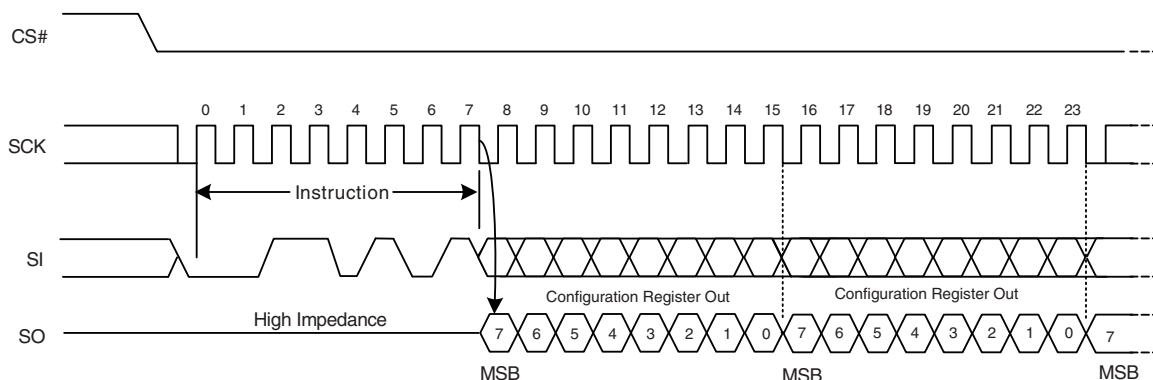 CS#
0 1 2 3 4 5 6 7 8 9 10 11 12 13 14 15 16 17 18 19 20 21 22 23
SCK
Instruction
SI
Configuration Register Out Configuration Register Out
High Impedance
SO 7 6 5 4 3 2 1 0 7 6 5 4 3 2 1 0 7
MSB MSB MSB